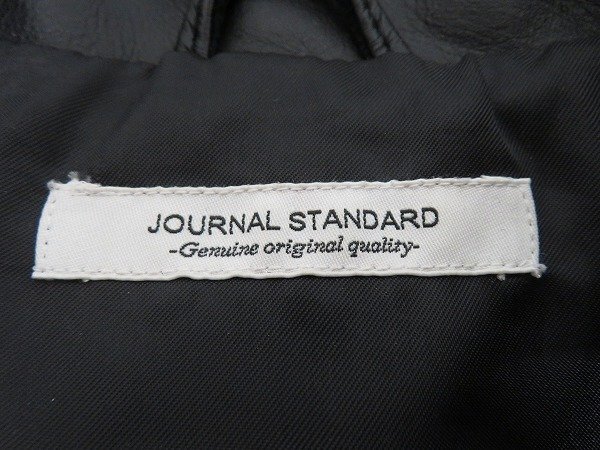 JOURNAL STANDARD
-Genuine original quality-